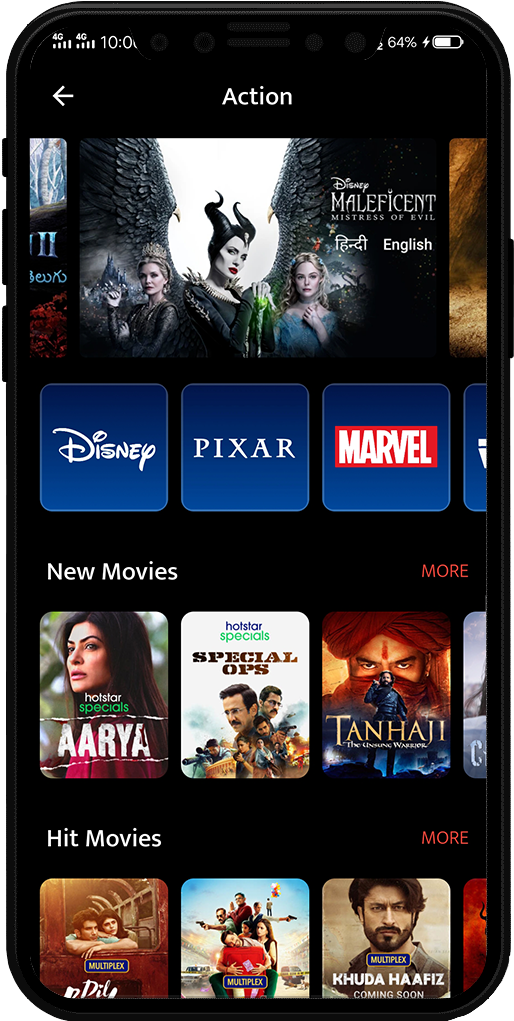 4G 4G 10:0
64%
Action
II
తెలుగు
Disney
MALEFICENT
MISTRESS OF EVIL
हिन्दी English
Disney
PIXAR
MARVEL
New Movies MORE
hotstar
specials
AARYA
hotstar
specials
SPECIAL
OPS
TANHAJI
THE UNSUNG WARRIOR
Hit Movies MORE
MULTIPLEX
Dil
MULTIPLEX
MULTIPLEX
KHUDA HAAFIZ
COMING SOON